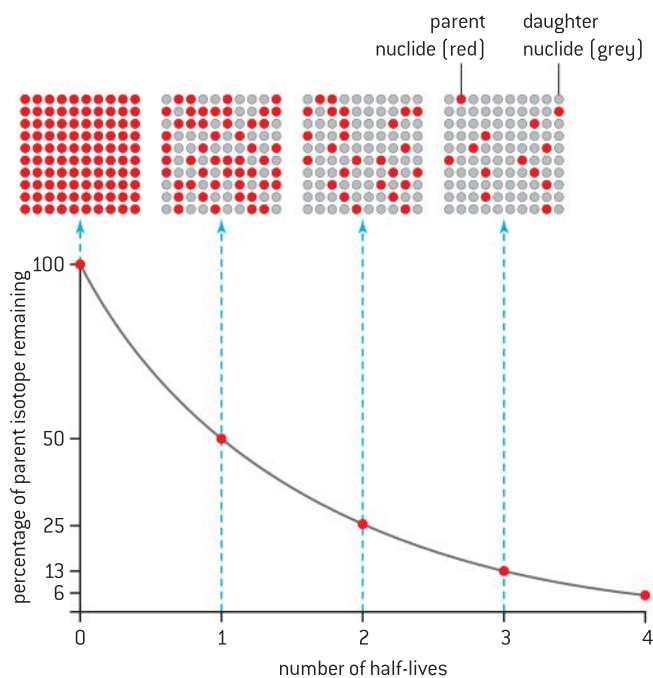 parent
nuclide (red)
daughter
nuclide (grey)
percentage of parent isotope remaining
100
50
25
13
6
0
1
2
3
4
number of half-lives